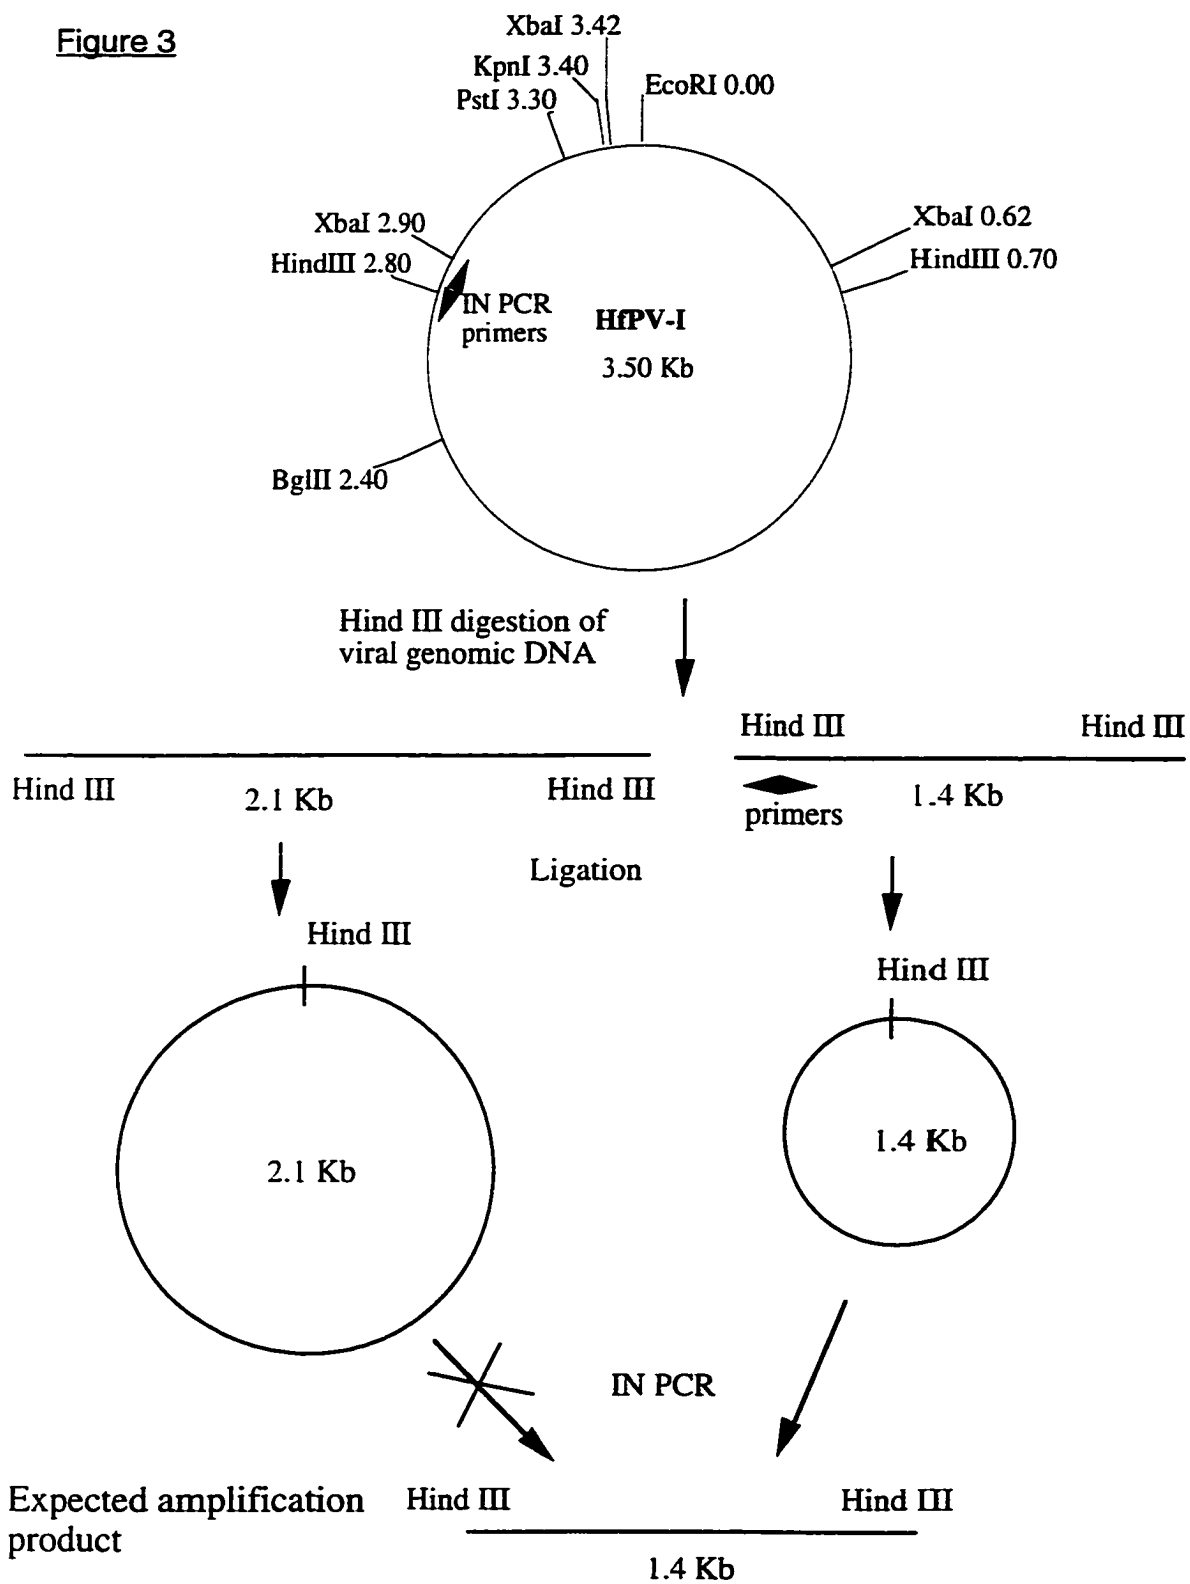 Figure 3
XbaI 3.42
KpnI 3.40
PstI 3.30
EcoRI 0.00
XbaI 2.90
HindIII 2.80
XbaI 0.62
HindIII 0.70
IN PCR
primers
HfPV-I
3.50 Kb
BglII 2.40
Hind III digestion of
viral genomic DNA
Hind III
Hind III
Hind III
2.1 Kb
Hind III
primers
1.4 Kb
Ligation
Hind III
Hind III
2.1 Kb
1.4 Kb
IN PCR
Expected amplification
product
Hind III
Hind III
1.4 Kb